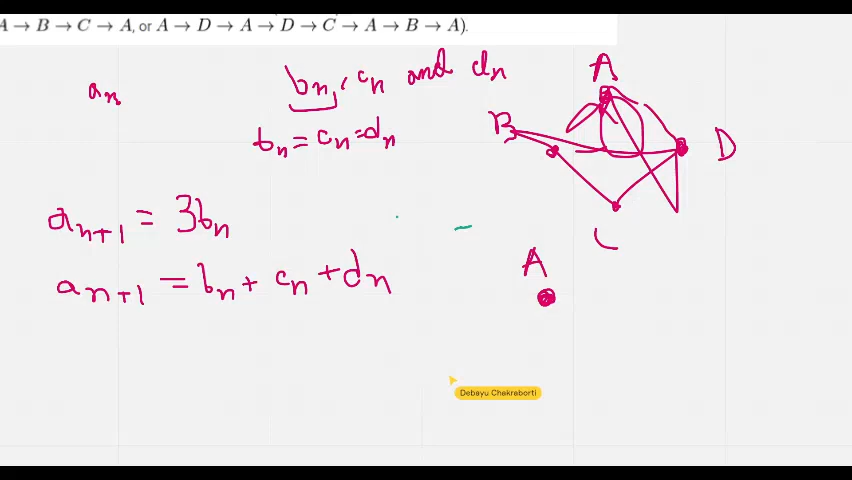 A → B → C → A, or A → D → A → D → C → A → B → A).
aₙ
bₙ, cₙ and dₙ
bₙ = cₙ = dₙ
aₙ₊₁ = 3bₙ
aₙ₊₁ = bₙ + cₙ + dₙ
A
B
D
C
A
Debayu Chakraborti